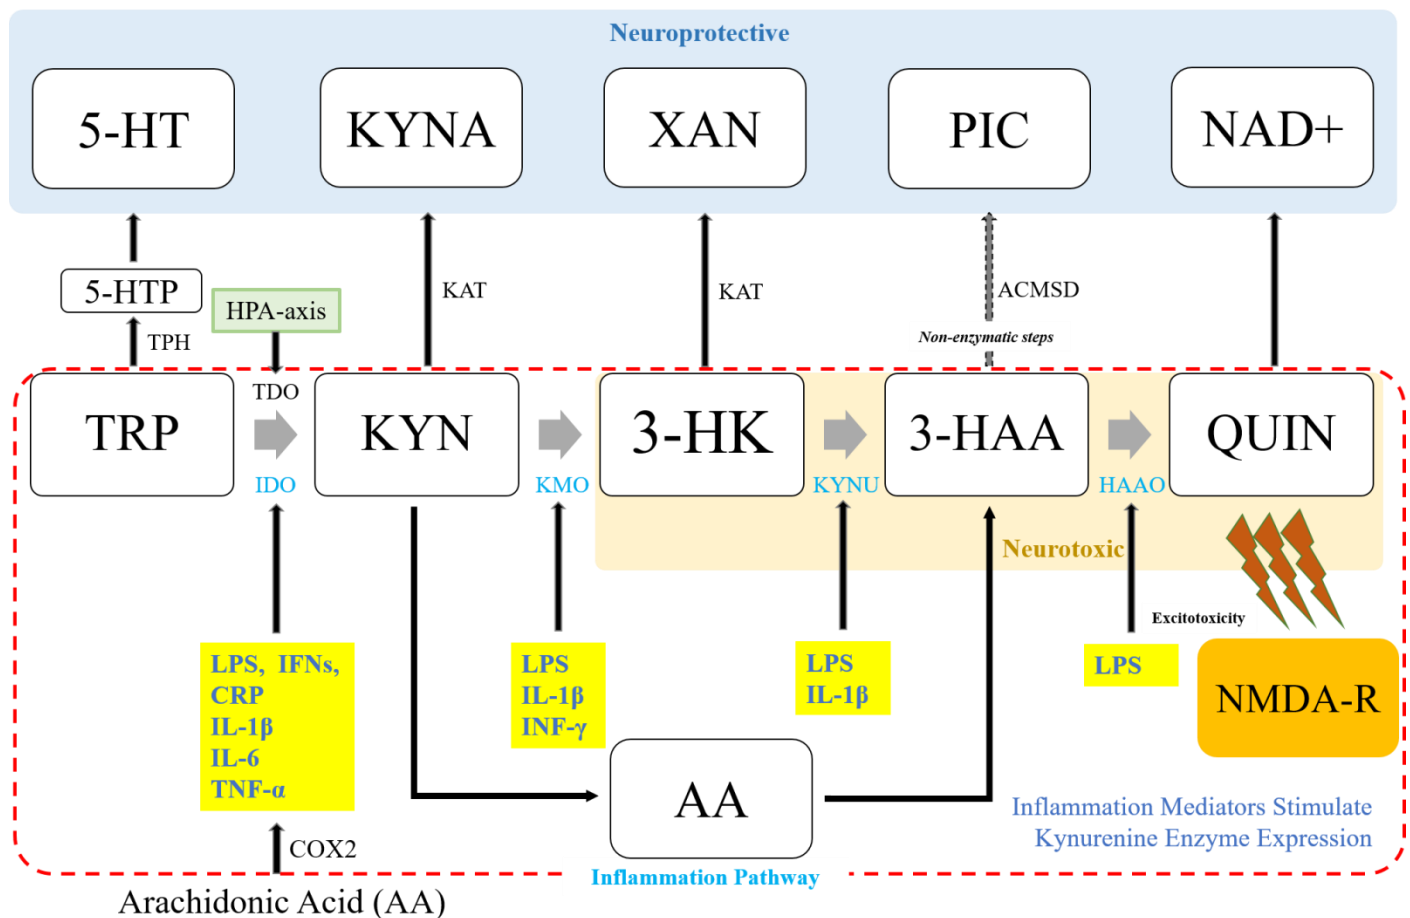 Neuroprotective
5-HT
KYNA
XAN
PIC
NAD+
5-HTP
HPA-axis
KAT
KAT
ACMSD
TPH
Non-enzymatic steps
TDO
TRP
KYN
3-HK
3-HAA
QUIN
IDO
KMO
KYNU
HAAO
Neurotoxic
Excitotoxicity
LPS, IFNs,
CRP
IL-1β
IL-6
TNF-α
LPS
IL-1β
INF-γ
LPS
IL-1β
LPS
NMDA-R
AA
Inflammation Mediators Stimulate
Kynurenine Enzyme Expression
COX2
Inflammation Pathway
Arachidonic Acid (AA)